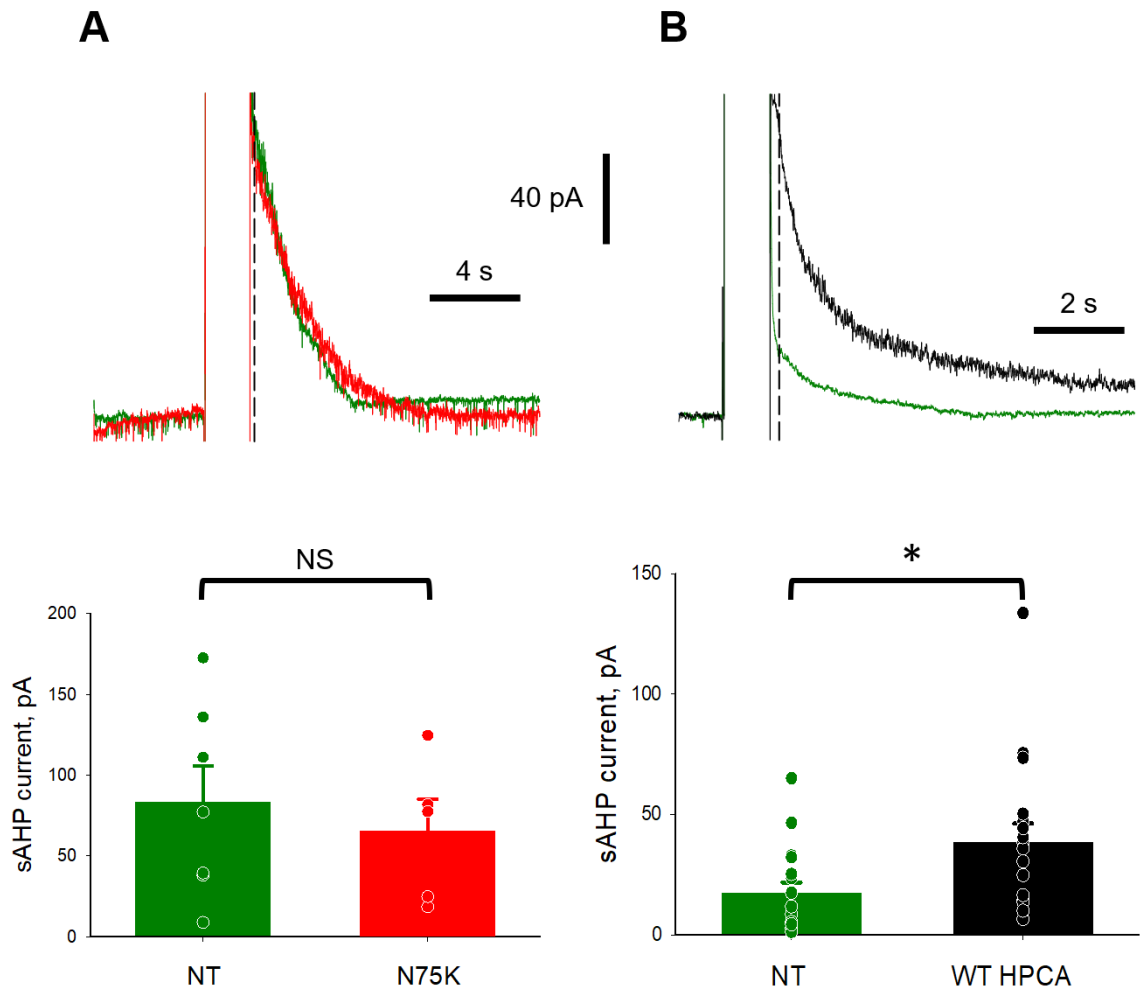 A
B
40 pA
4 s
2 s
NS
sAHP current, pA
200
150
100
50
0
NT
N75K
*
sAHP current, pA
150
100
50
0
NT
WT HPCA